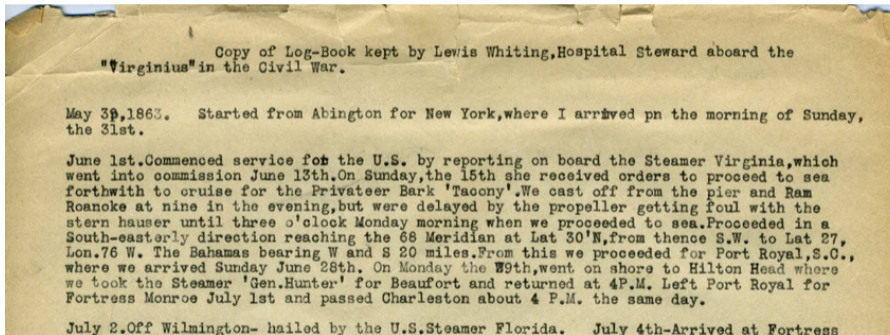 Copy of Log-Book kept by Lewis Whiting,Hospital Steward aboard the
"Virginius"in the Civil War.
May 30,1863. Started from Abington for New York,where I arrived pn the morning of Sunday,
the 31st.
June 1st.Commenced service for the U.S. by reporting on board the Steamer Virginia,which
went into commission June 13th.On Sunday,the 15th she received orders to proceed to sea
forthwith to cruise for the Privateer Bark 'Tacony'.We cast off from the pier and Ram
Roanoke at nine in the evening,but were delayed by the propeller getting foul with the
stern hauser until three o'clock Monday morning when we proceeded to sea.Proceeded in a
South-easterly direction reaching the 68 Meridian at Lat 30'N,from thence S.W. to Lat 27,
Lon.76 W. The Bahamas bearing W and S 20 miles.From this we proceeded for Port Royal,S.C.,
where we arrived Sunday June 28th. On Monday the 29th,went on shore to Hilton Head where
we took the Steamer 'Gen.Hunter' for Beaufort and returned at 4P.M. Left Port Royal for
Fortress Monroe July 1st and passed Charleston about 4 P.M. the same day.
July 2.Off Wilmington- hailed by the U.S.Steamer Florida. July 4th-Arrived at Fortress